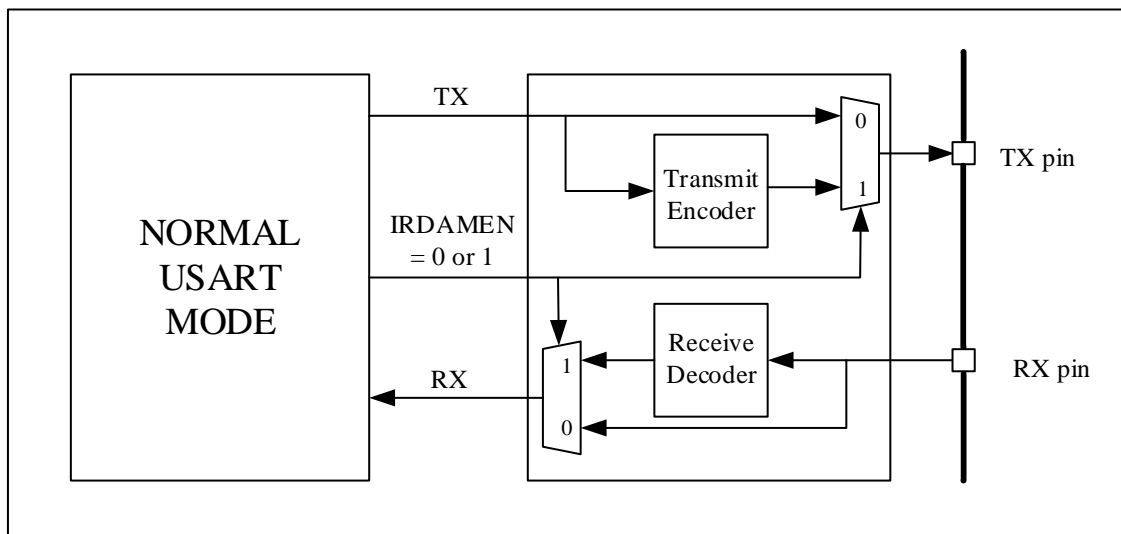 TX
0
TX pin
Transmit
Encoder
1
NORMAL
USART
MODE
IRDAMEN
= 0 or 1
Receive
Decoder
1
RX
RX pin
0